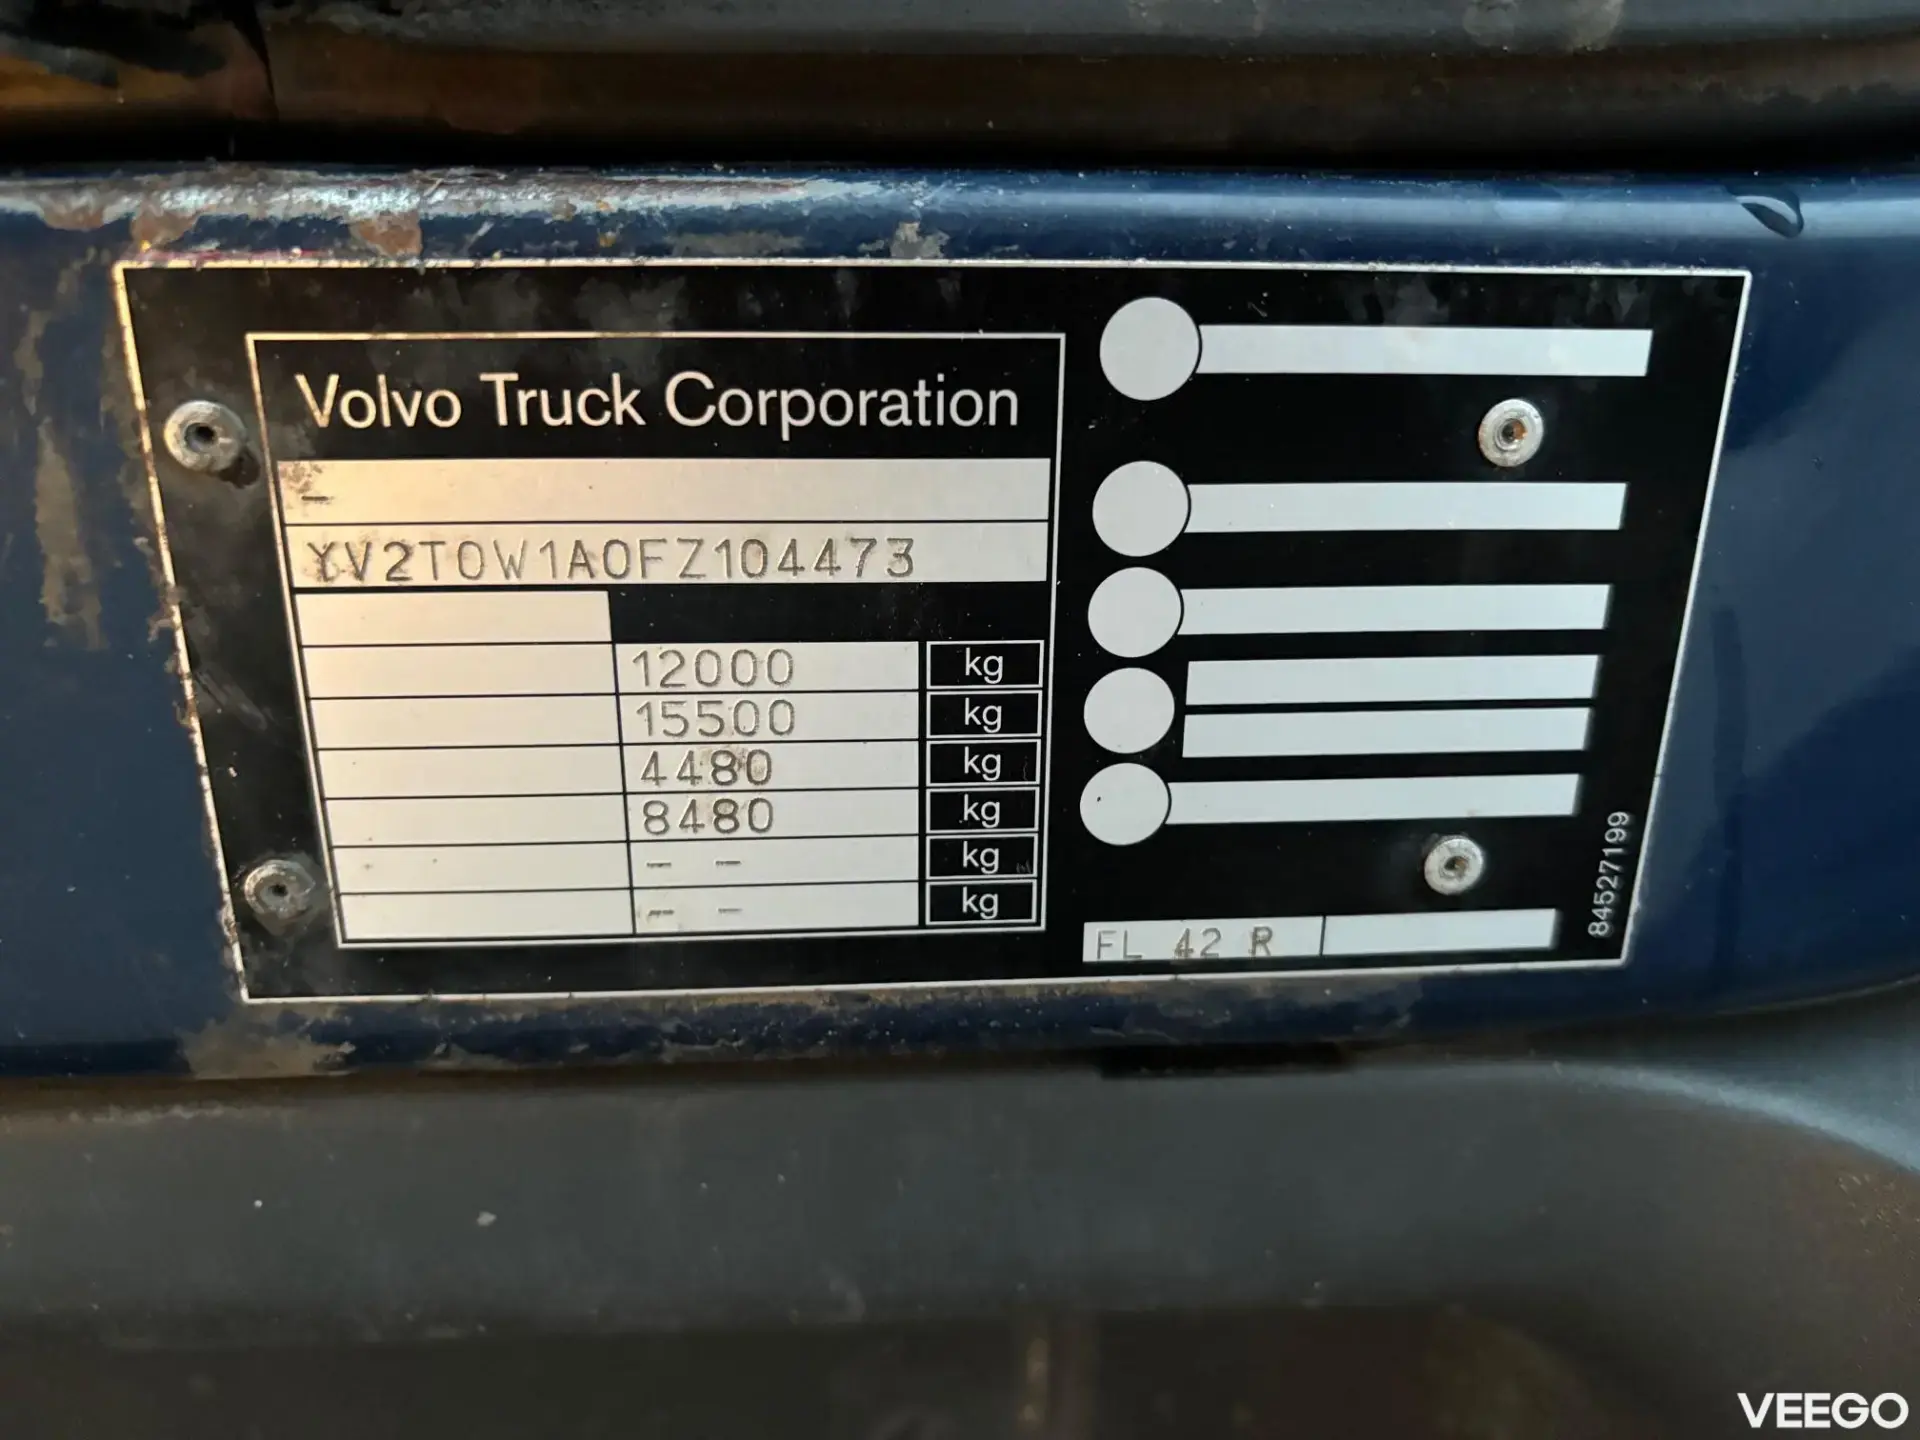 Volvo Truck Corporation
-
YV2T0W1A0FZ104473
12000 kg
15500 kg
4480 kg
8480 kg
- - kg
- - kg
FL 42 R
84527199
VEEGO